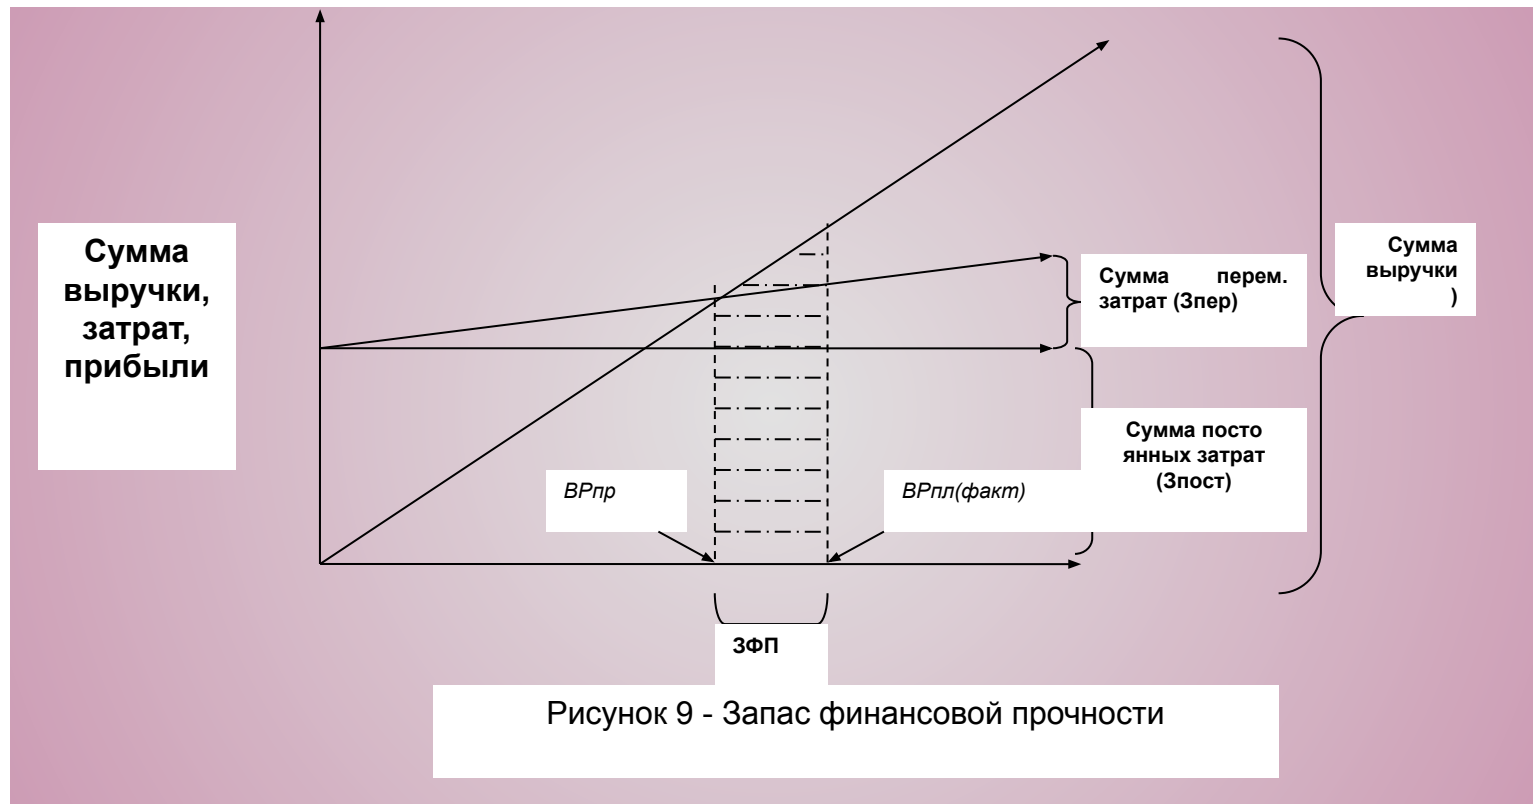 Сумма
выручки,
затрат,
прибыли
Сумма перем.
затрат (Зпер)
Сумма
выручки
)
Сумма посто
янных затрат
(Зпост)
ВРпр
ВРпл(факт)
ЗФП
Рисунок 9 - Запас финансовой прочности